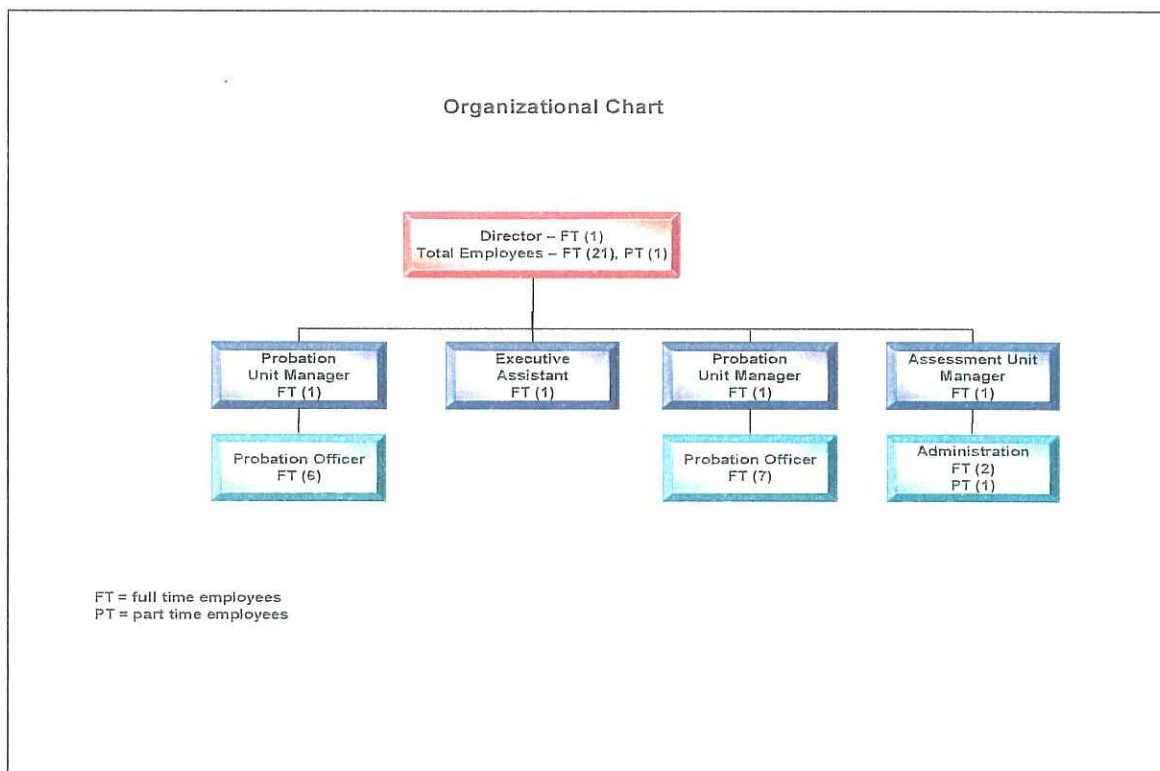 Organizational Chart
Director – FT (1)
Total Employees – FT (21), PT (1)
Probation
Unit Manager
FT (1)
Executive
Assistant
FT (1)
Probation
Unit Manager
FT (1)
Assessment Unit
Manager
FT (1)
Probation Officer
FT (6)
Probation Officer
FT (7)
Administration
FT (2)
PT (1)
FT = full time employees
PT = part time employees